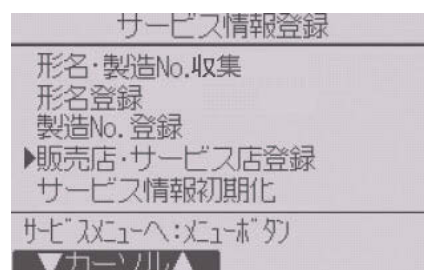 サービス情報登録
形名・製造No.収集
形名登録
製造No.登録
▶販売店・サービス店登録
サービス情報初期化
サービスメニューへ:メニューボタン
▼カーソル▲